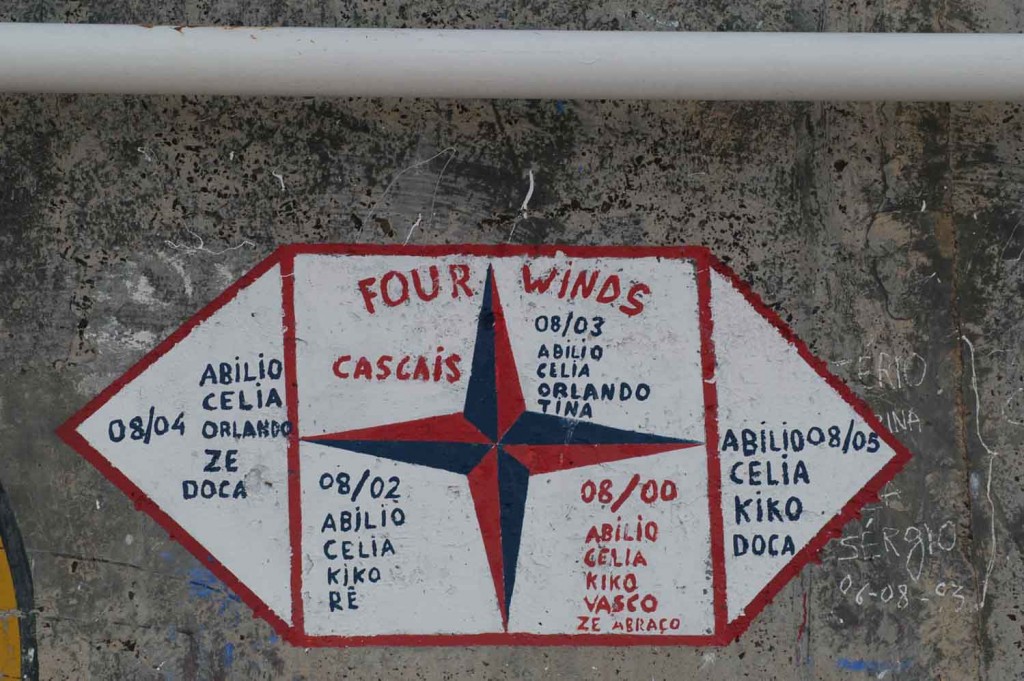 FOUR WINDS
CASCAIS
08/03
ABILIO
CELIA
ORLANDO
TINA
08/04
ABILIO
CELIA
ORLANDO
ZE
DOCA
08/02
ABILIO
CELIA
KIKO
RÊ
08/00
ABILIO
CELIA
KIKO
VASCO
ZE ABRAÇO
ABILIO 08/05
CELIA
KIKO
DOCA
SÉRGIO
06-08-03